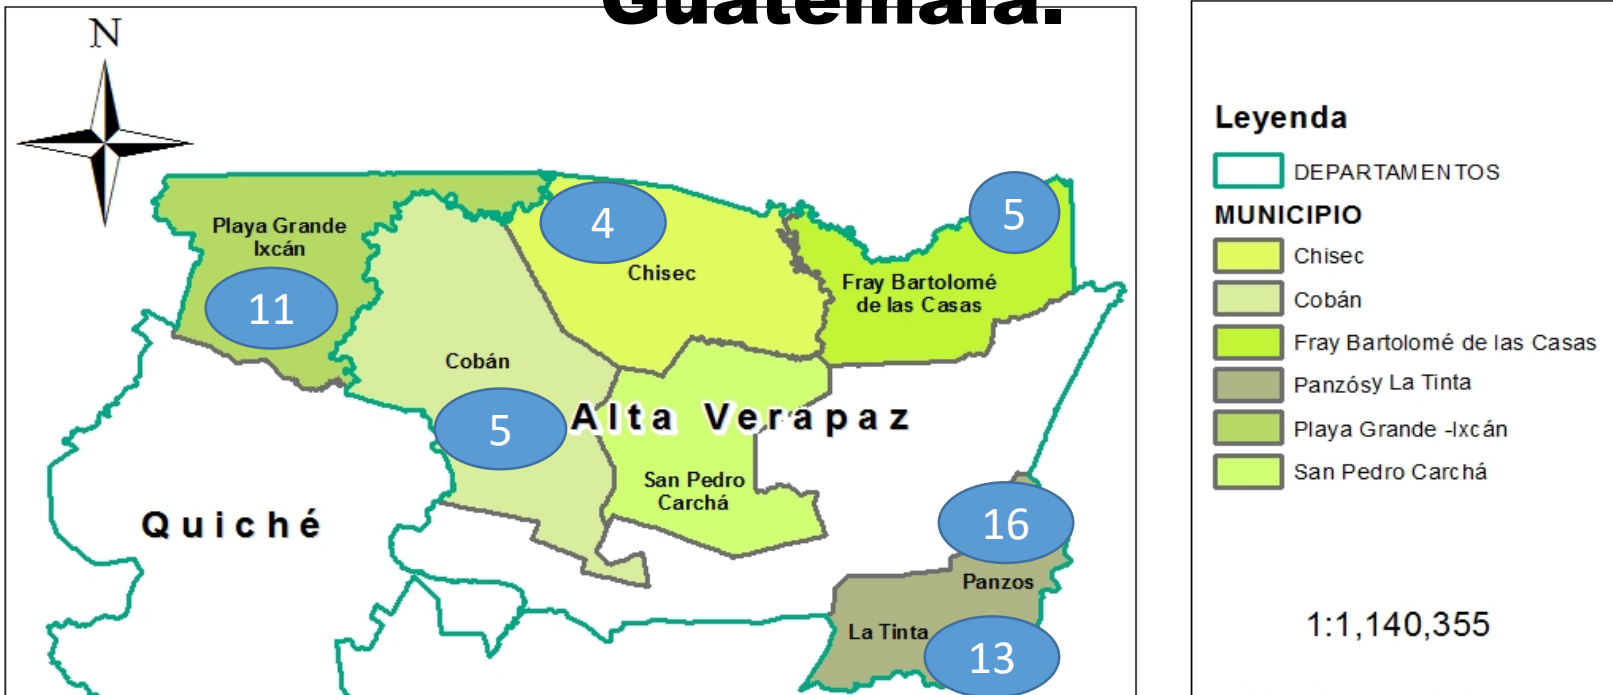 Guatemala.
N
Playa Grande
Ixcán
11
4
Chisec
5
Fray Bartolomé
de las Casas
Cobán
5
Alta Verapaz
San Pedro
Carchá
Quiché
16
Panzos
La Tinta
13
Leyenda
DEPARTAMENTOS
MUNICIPIO
Chisec
Cobán
Fray Bartolomé de las Casas
Panzósy La Tinta
Playa Grande -Ixcán
San Pedro Carchá
1:1,140,355